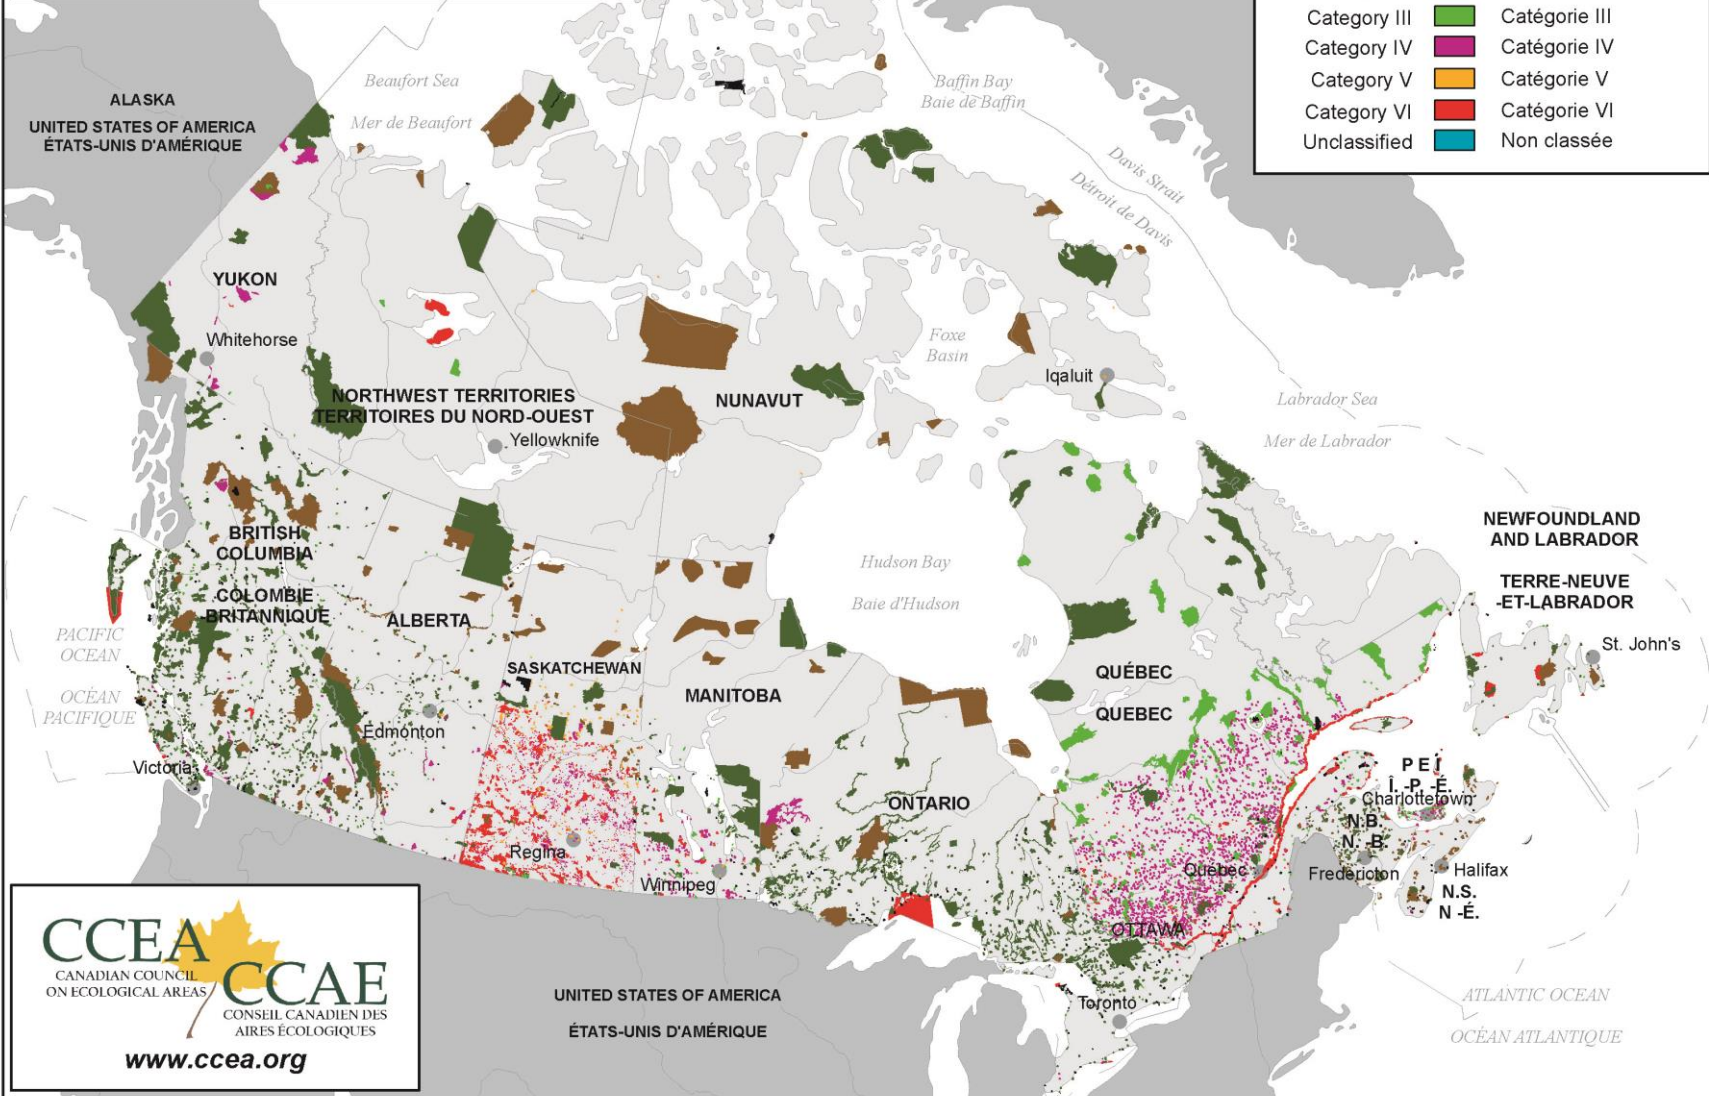 Category III Catégorie III
Category IV Catégorie IV
Category V Catégorie V
Category VI Catégorie VI
Unclassified Non classée
ALASKA
UNITED STATES OF AMERICA
ÉTATS-UNIS D'AMÉRIQUE
Beaufort Sea
Mer de Beaufort
Baffin Bay
Baie de Baffin
Davis Strait
Détroit de Davis
YUKON
Whitehorse
NORTHWEST TERRITORIES
TERRITOIRES DU NORD-OUEST
Yellowknife
NUNAVUT
Foxe
Basin
Iqaluit
Labrador Sea
Mer de Labrador
BRITISH
COLUMBIA
COLOMBIE
-BRITANNIQUE
ALBERTA
Hudson Bay
Baie d'Hudson
NEWFOUNDLAND
AND LABRADOR
TERRE-NEUVE
-ET-LABRADOR
St. John's
PACIFIC
OCEAN
OCÉAN
PACIFIQUE
SASKATCHEWAN
MANITOBA
QUÉBEC
QUEBEC
Edmonton
Victoria
Regina
Winnipeg
ONTARIO
P E I
Î. -P. -É.
Charlottetown
N.B.
N. -B.
Québec
Fredericton
Halifax
N.S.
N -É.
OTTAWA
Toronto
UNITED STATES OF AMERICA
ÉTATS-UNIS D'AMÉRIQUE
ATLANTIC OCEAN
OCÉAN ATLANTIQUE
CCEA
CANADIAN COUNCIL
ON ECOLOGICAL AREAS
CCAE
CONSEIL CANADIEN DES
AIRES ÉCOLOGIQUES
www.ccea.org